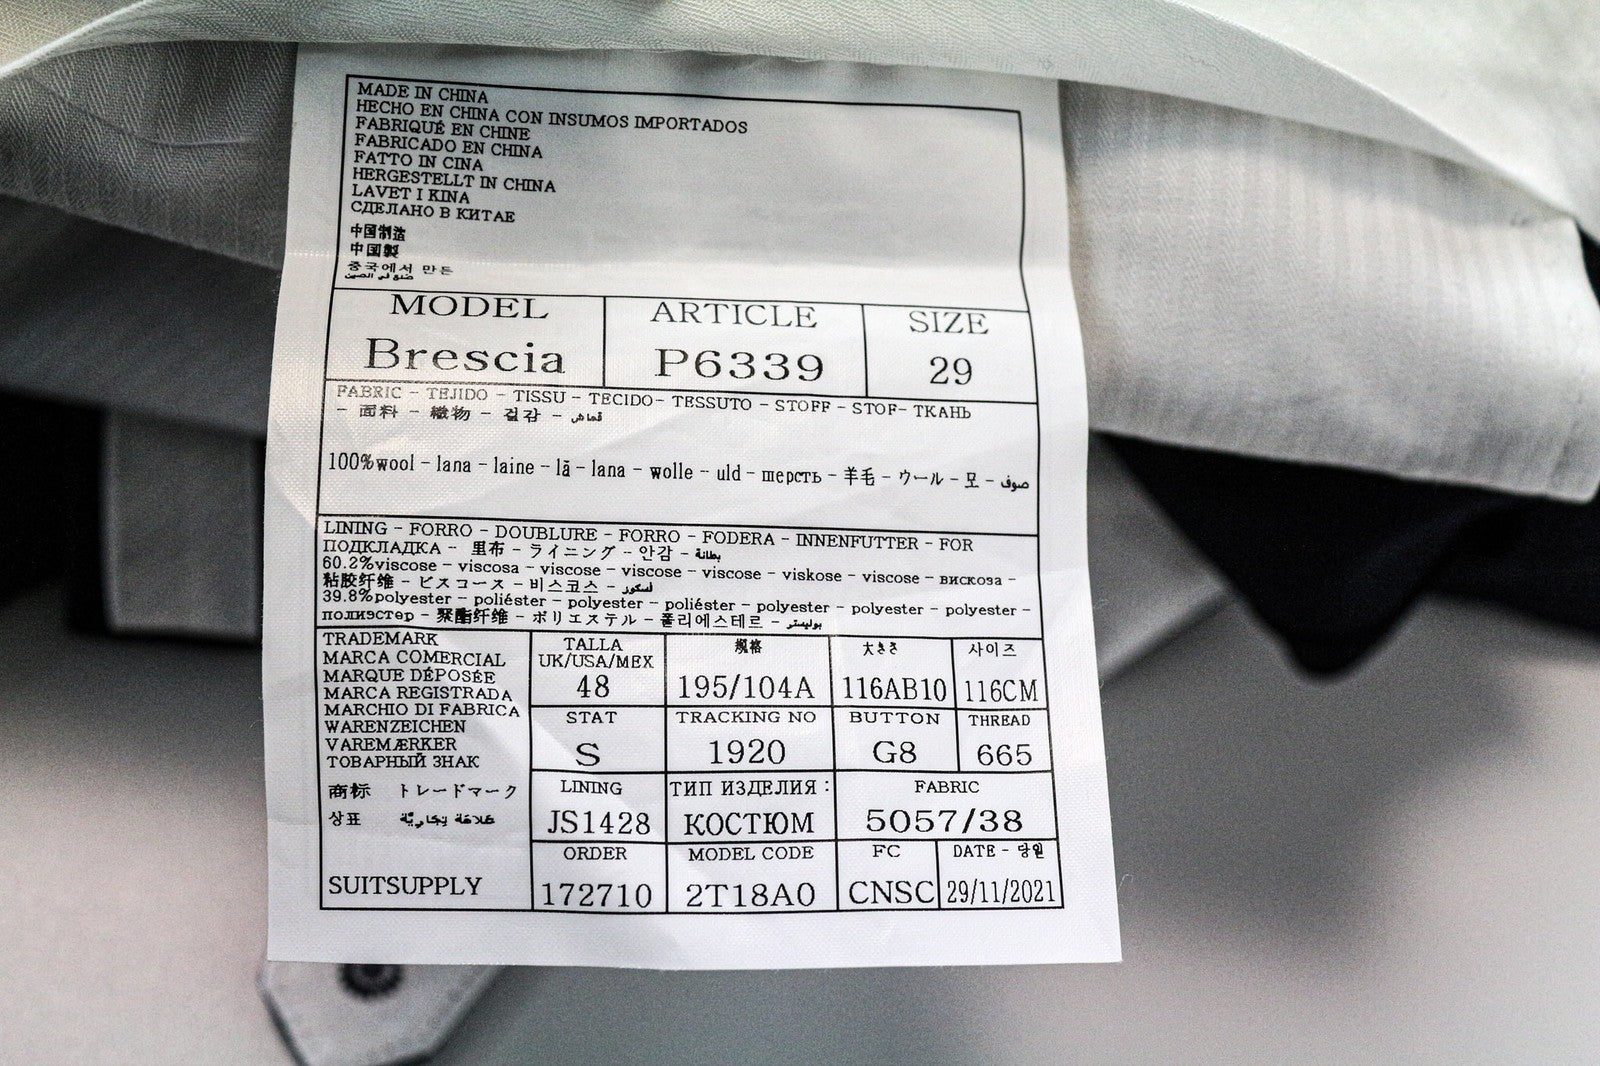 MADE IN CHINA
HECHO EN CHINA CON INSUMOS IMPORTADOS
FABRIQUÉ EN CHINE
FABRICADO EN CHINA
FATTO IN CINA
HERGESTELLT IN CHINA
LAVET I KINA
СДЕЛАНО В КИТАЕ
中国制造
中国製
중국에서 만든
صنع في الصين
MODEL ARTICLE SIZE
Brescia P6339 29
FABRIC - TEJIDO - TISSU - TECIDO- TESSUTO - STOFF - STOF- ТКАНЬ
- 面料 - 織物 - 겉감 - قماش
100%wool - lana - laine - lã - lana - wolle - uld - шерсть - 羊毛 - ウール - 모 - صوف
LINING - FORRO - DOUBLURE - FORRO - FODERA - INNENFUTTER - FOR
ПОДКЛАДКА - 里布 - ライニング - 안감 - بطانة
60.2%viscose - viscosa - viscose - viscose - viscose - viskose - viscose - вискоза -
粘胶纤维 - ビスコース - 비스코스 - فسكوز
39.8%polyester - poliéster - polyester - poliéster - polyester - polyester - polyester -
полиэстер - 聚酯纤维 - ポリエステル - 폴리에스테르 - بوليستر
TRADEMARK
MARCA COMERCIAL
MARQUE DÉPOSÉE
MARCA REGISTRADA
MARCHIO DI FABRICA
WARENZEICHEN
VAREMÆRKER
ТОВАРНЫЙ ЗНАК
商标 トレードマーク
상표 علامة تجاريّة
SUITSUPPLY
TALLA 规格 大きさ 사이즈
UK/USA/MEX
48 195/104A 116AB10 116CM
STAT TRACKING NO BUTTON THREAD
S 1920 G8 665
LINING ТИП ИЗДЕЛИЯ : FABRIC
JS1428 КОСТЮМ 5057/38
ORDER MODEL CODE FC DATE - 당일
172710 2T18A0 CNSC 29/11/2021